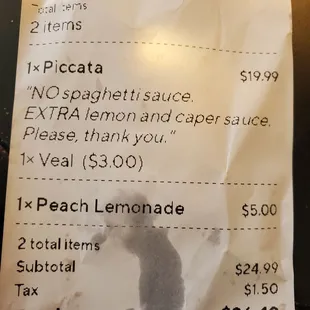 Total items
2 items
1× Piccata $19.99
"NO spaghetti sauce.
EXTRA lemon and caper sauce.
Please, thank you."
1× Veal ($3.00)
1× Peach Lemonade $5.00
2 total items
Subtotal $24.99
Tax $1.50